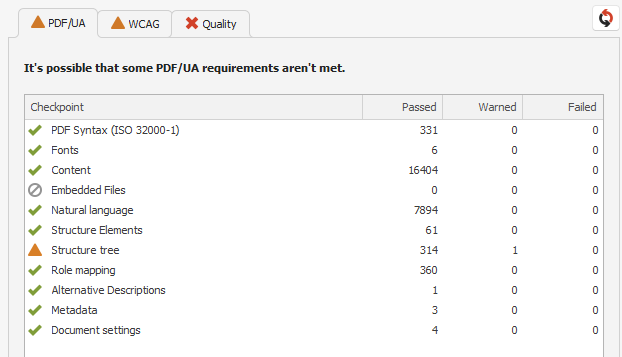 PDF/UA WCAG Quality
It's possible that some PDF/UA requirements aren't met.
Checkpoint Passed Warned Failed
PDF Syntax (ISO 32000-1) 331 0 0
Fonts 6 0 0
Content 16404 0 0
Embedded Files 0 0 0
Natural language 7894 0 0
Structure Elements 61 0 0
Structure tree 314 1 0
Role mapping 360 0 0
Alternative Descriptions 1 0 0
Metadata 3 0 0
Document settings 4 0 0